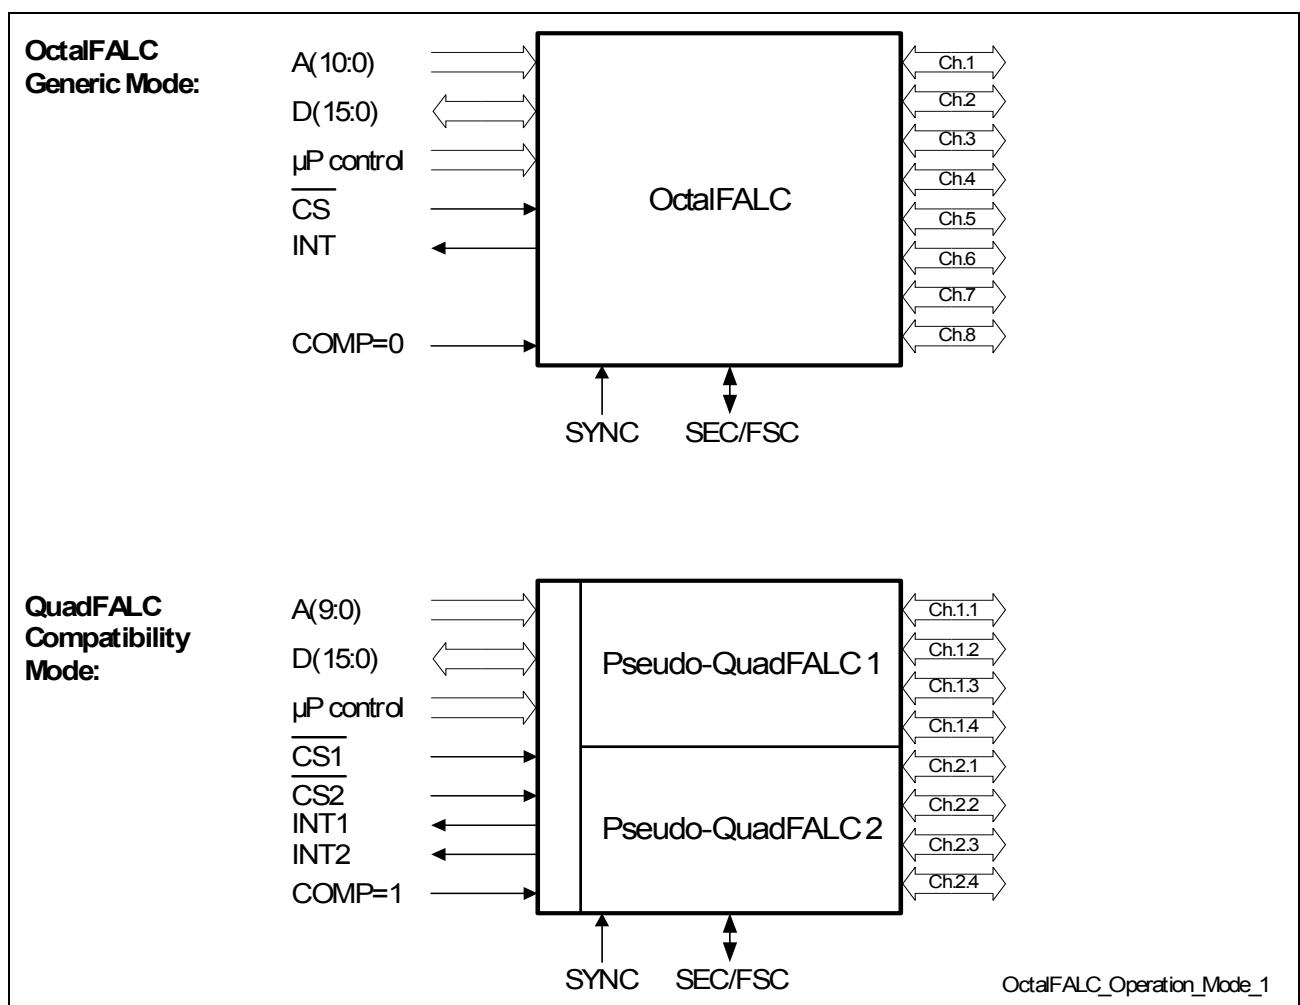 OctalFALC
Generic Mode:
A(10:0)
D(15:0)
µP control
CS
INT
COMP=0
OctalFALC
Ch.1
Ch.2
Ch.3
Ch.4
Ch.5
Ch.6
Ch.7
Ch.8
SYNC
SEC/FSC
QuadFALC
Compatibility
Mode:
A(9:0)
D(15:0)
µP control
CS1
CS2
INT1
INT2
COMP=1
Pseudo-QuadFALC 1
Pseudo-QuadFALC 2
Ch.1.1
Ch.1.2
Ch.1.3
Ch.1.4
Ch.2.1
Ch.2.2
Ch.2.3
Ch.2.4
SYNC
SEC/FSC
OctalFALC_Operation_Mode_1